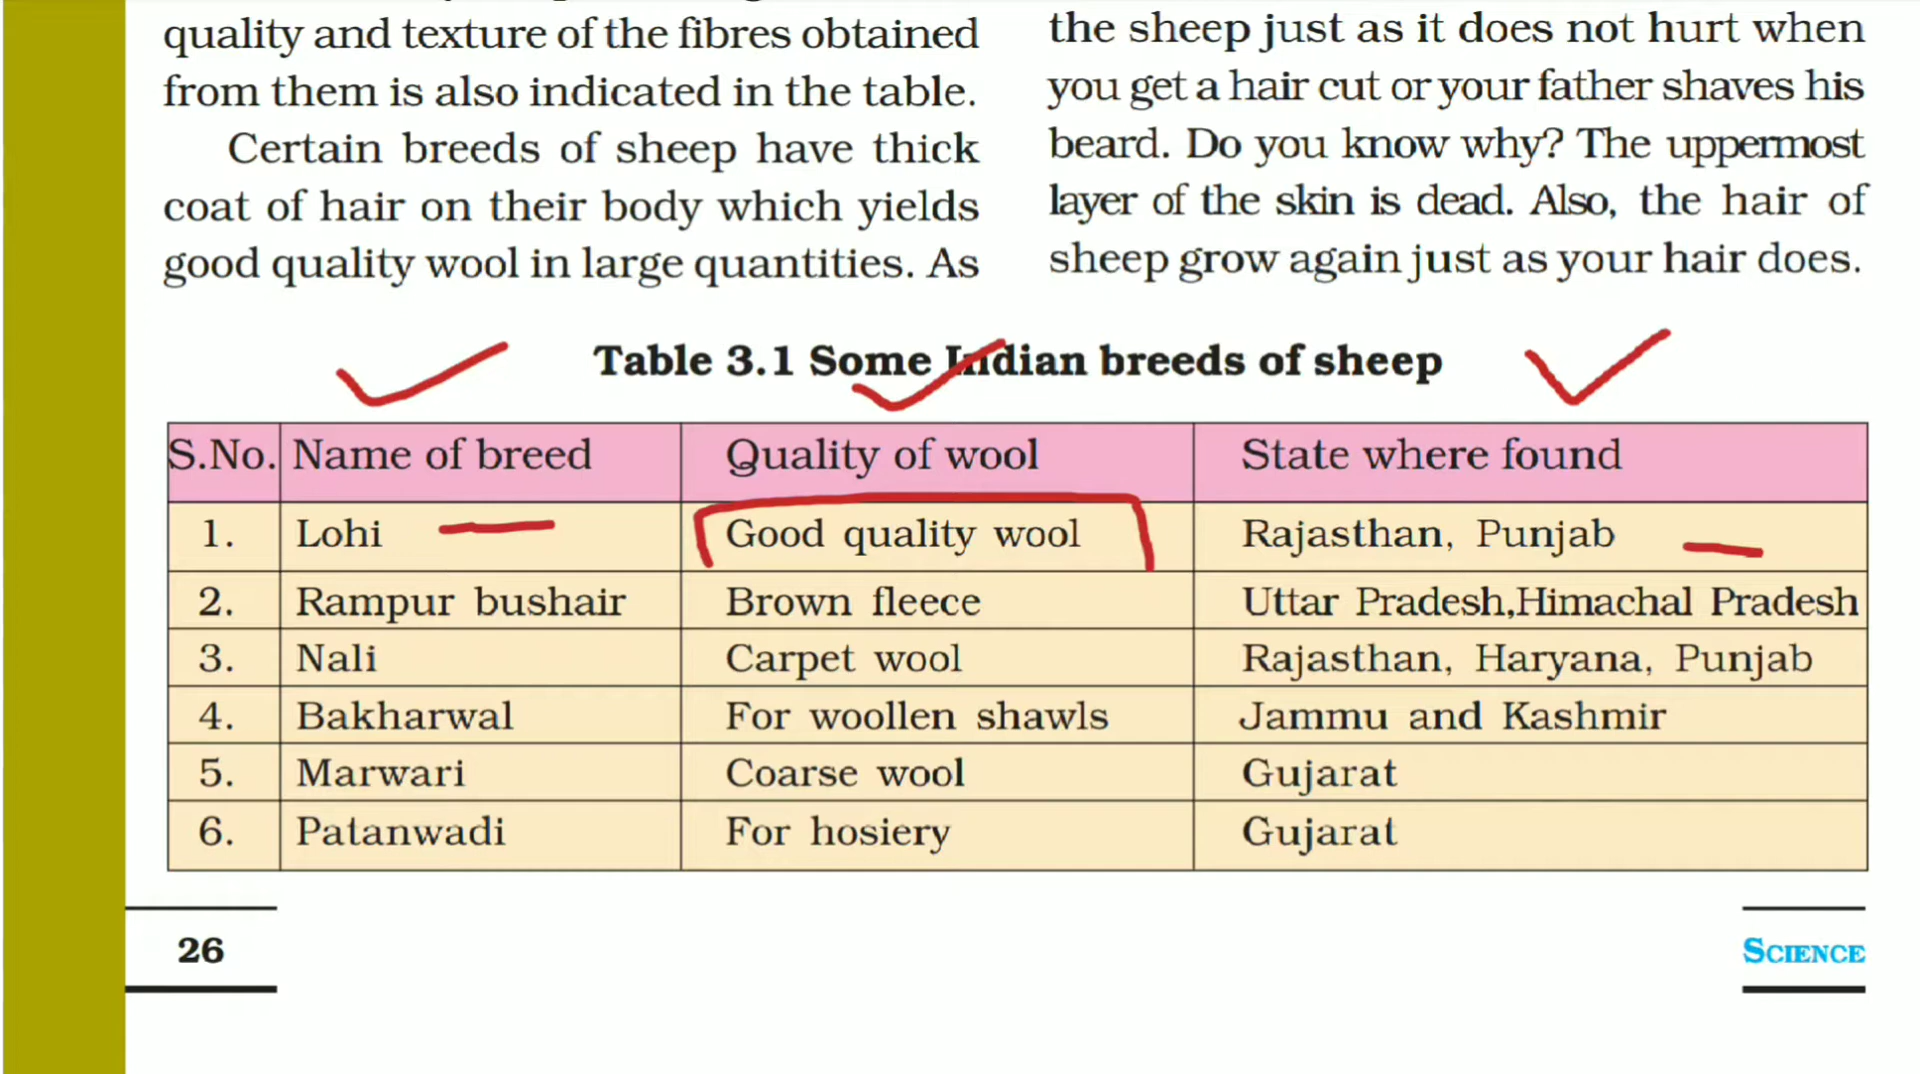 quality and texture of the fibres obtained
from them is also indicated in the table.
Certain breeds of sheep have thick
coat of hair on their body which yields
good quality wool in large quantities. As
the sheep just as it does not hurt when
you get a hair cut or your father shaves his
beard. Do you know why? The uppermost
layer of the skin is dead. Also, the hair of
sheep grow again just as your hair does.
Table 3.1 Some Indian breeds of sheep
S.No. Name of breed Quality of wool State where found
1. Lohi Good quality wool Rajasthan, Punjab
2. Rampur bushair Brown fleece Uttar Pradesh,Himachal Pradesh
3. Nali Carpet wool Rajasthan, Haryana, Punjab
4. Bakharwal For woollen shawls Jammu and Kashmir
5. Marwari Coarse wool Gujarat
6. Patanwadi For hosiery Gujarat
26
SCIENCE